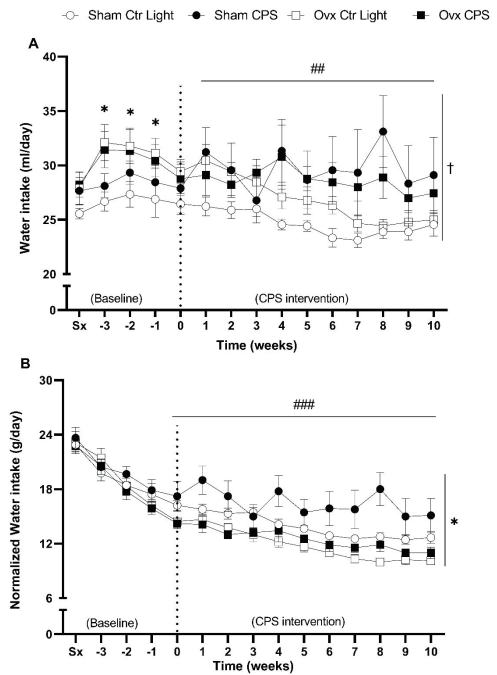 Sham Ctr Light Sham CPS Ovx Ctr Light Ovx CPS
A
Water intake (ml/day)
40
35
30
25
20
0
* * *
##
†
(Baseline) (CPS intervention)
Sx -3 -2 -1 0 1 2 3 4 5 6 7 8 9 10
Time (weeks)
B
Normalized Water intake (g/day)
30
24
18
12
6
0
###
*
(Baseline) (CPS intervention)
Sx -3 -2 -1 0 1 2 3 4 5 6 7 8 9 10
Time (weeks)